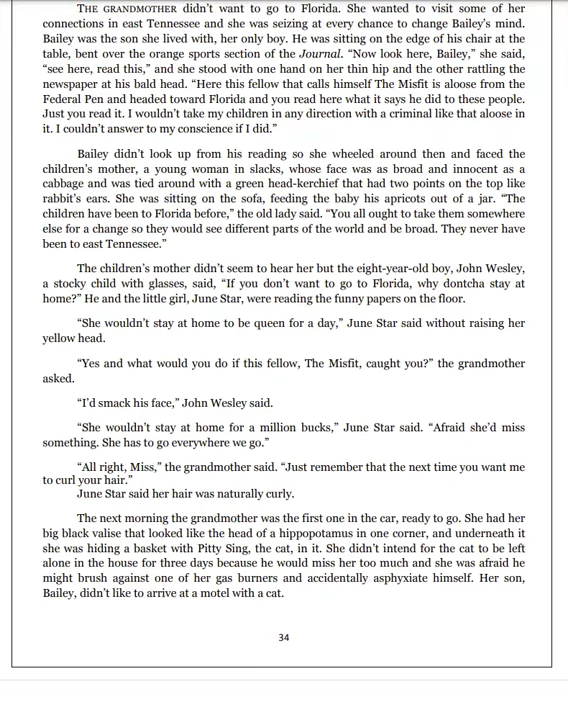 THE GRANDMOTHER didn't want to go to Florida. She wanted to visit some of her
connections in east Tennessee and she was seizing at every chance to change Bailey's mind.
Bailey was the son she lived with, her only boy. He was sitting on the edge of his chair at the
table, bent over the orange sports section of the Journal. “Now look here, Bailey,” she said,
“see here, read this,” and she stood with one hand on her thin hip and the other rattling the
newspaper at his bald head. “Here this fellow that calls himself The Misfit is aloose from the
Federal Pen and headed toward Florida and you read here what it says he did to these people.
Just you read it. I wouldn't take my children in any direction with a criminal like that aloose in
it. I couldn't answer to my conscience if I did.”
Bailey didn't look up from his reading so she wheeled around then and faced the
children's mother, a young woman in slacks, whose face was as broad and innocent as a
cabbage and was tied around with a green head-kerchief that had two points on the top like
rabbit's ears. She was sitting on the sofa, feeding the baby his apricots out of a jar. “The
children have been to Florida before,” the old lady said. “You all ought to take them somewhere
else for a change so they would see different parts of the world and be broad. They never have
been to east Tennessee.”
The children's mother didn't seem to hear her but the eight-year-old boy, John Wesley,
a stocky child with glasses, said, “If you don't want to go to Florida, why dontcha stay at
home?” He and the little girl, June Star, were reading the funny papers on the floor.
“She wouldn't stay at home to be queen for a day,” June Star said without raising her
yellow head.
“Yes and what would you do if this fellow, The Misfit, caught you?” the grandmother
asked.
“I'd smack his face,” John Wesley said.
“She wouldn't stay at home for a million bucks,” June Star said. “Afraid she'd miss
something. She has to go everywhere we go.”
“All right, Miss,” the grandmother said. “Just remember that the next time you want me
to curl your hair.”
June Star said her hair was naturally curly.
The next morning the grandmother was the first one in the car, ready to go. She had her
big black valise that looked like the head of a hippopotamus in one corner, and underneath it
she was hiding a basket with Pitty Sing, the cat, in it. She didn't intend for the cat to be left
alone in the house for three days because he would miss her too much and she was afraid he
might brush against one of her gas burners and accidentally asphyxiate himself. Her son,
Bailey, didn't like to arrive at a motel with a cat.
34